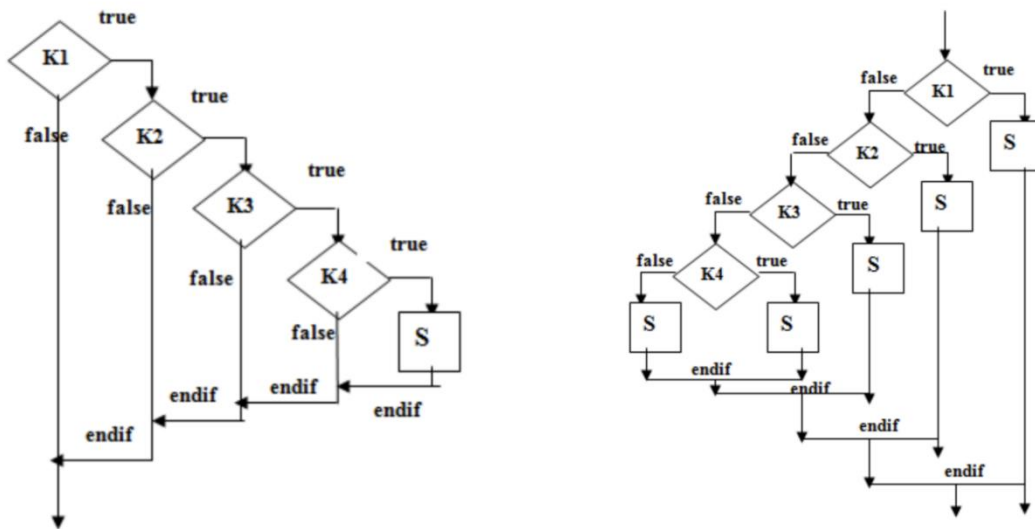 true
K1
true
false
K2
true
false
K3
true
false
K4
false
S
endif
endif
endif
endif
false
true
K1
false
true
S
K2
false
true
S
K3
false
true
S
K4
S
S
endif
endif
endif
endif